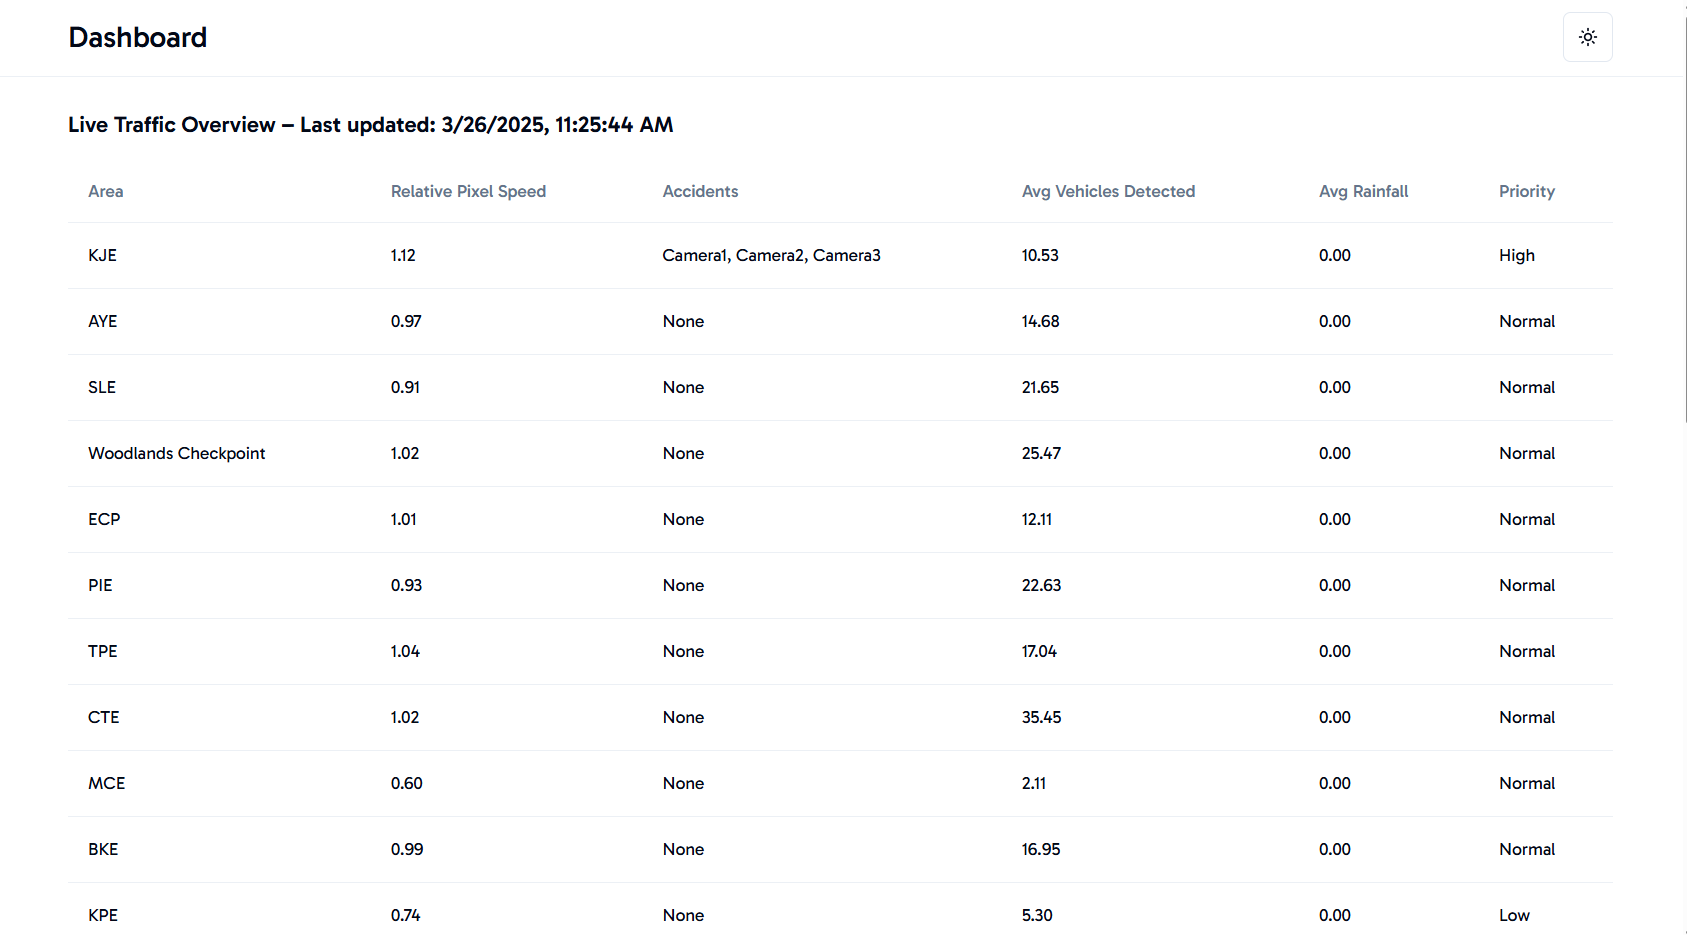 Dashboard
Live Traffic Overview – Last updated: 3/26/2025, 11:25:44 AM
Area Relative Pixel Speed Accidents Avg Vehicles Detected Avg Rainfall Priority
KJE 1.12 Camera1, Camera2, Camera3 10.53 0.00 High
AYE 0.97 None 14.68 0.00 Normal
SLE 0.91 None 21.65 0.00 Normal
Woodlands Checkpoint 1.02 None 25.47 0.00 Normal
ECP 1.01 None 12.11 0.00 Normal
PIE 0.93 None 22.63 0.00 Normal
TPE 1.04 None 17.04 0.00 Normal
CTE 1.02 None 35.45 0.00 Normal
MCE 0.60 None 2.11 0.00 Normal
BKE 0.99 None 16.95 0.00 Normal
KPE 0.74 None 5.30 0.00 Low